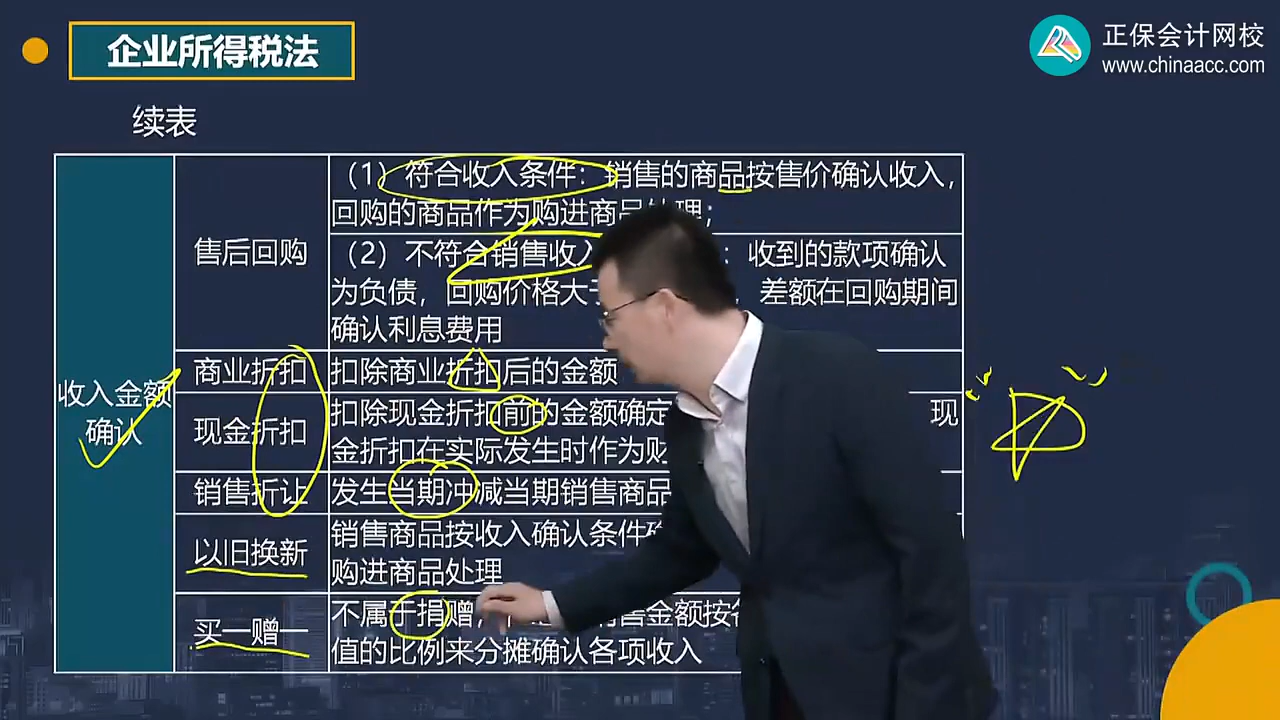 企业所得税法
正保会计网校
www.chinaacc.com
续表
收入金额
确认
售后回购
（1）符合收入条件：销售的商品按售价确认收入，
回购的商品作为购进商品处理；
（2）不符合销售收入 ：收到的款项确认
为负债，回购价格大于 ，差额在回购期间
确认利息费用
商业折扣
扣除商业折扣后的金额
现金折扣
扣除现金折扣前的金额确定 现
金折扣在实际发生时作为财
销售折让
发生当期冲减当期销售商品
以旧换新
销售商品按收入确认条件
购进商品处理
买一赠一
不属于捐赠， 销售金额按
值的比例来分摊确认各项收入